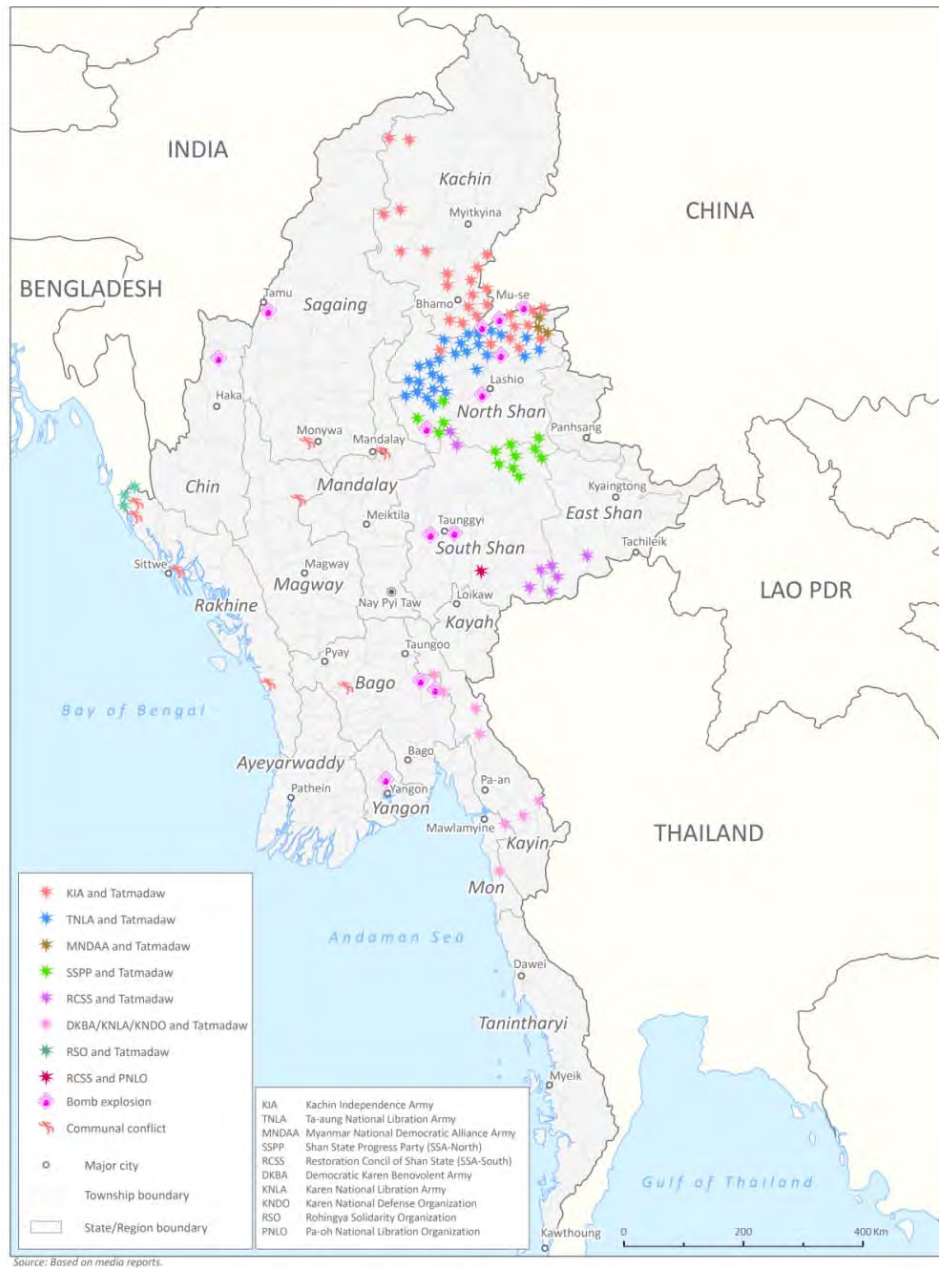 INDIA
Kachin
Myitkyina
CHINA
BENGLADESH
Tamu
Sagaing
Bhamo
Mu-se
Haka
Lashio
North Shan
Monywa
Mandalay
Panhsang
Chin
Mandalay
Kyaingtong
Meiktila
Taunggyi
East Shan
South Shan
Tachileik
Sittwe
Magway
Magway
Rakhine
Nay Pyi Taw
Loikaw
Kayah
LAO PDR
Pyay
Taungoo
Bago
Bay of Bengal
Ayeyarwaddy
Bago
Pathein
Yangon
Yangon
Pa-an
Mawlamyine
Kayin
THAILAND
Mon
Andaman Sea
Dawei
Tanintharyi
Myeik
Gulf of Thailand
Kawthoung
0 200 400 Km
KIA and Tatmadaw
TNLA and Tatmadaw
MNDAA and Tatmadaw
SSPP and Tatmadaw
RCSS and Tatmadaw
DKBA/KNLA/KNDO and Tatmadaw
RSO and Tatmadaw
RCSS and PNLO
Bomb explosion
Communal conflict
Major city
Township boundary
State/Region boundary
KIA Kachin Independence Army
TNLA Ta-aung National Libration Army
MNDAA Myanmar National Democratic Alliance Army
SSPP Shan State Progress Party (SSA-North)
RCSS Restoration Concil of Shan State (SSA-South)
DKBA Democratic Karen Benovolent Army
KNLA Karen National Libration Army
KNDO Karen National Defense Organization
RSO Rohingya Solidarity Organization
PNLO Pa-oh National Libration Organization
Source: Based on media reports.